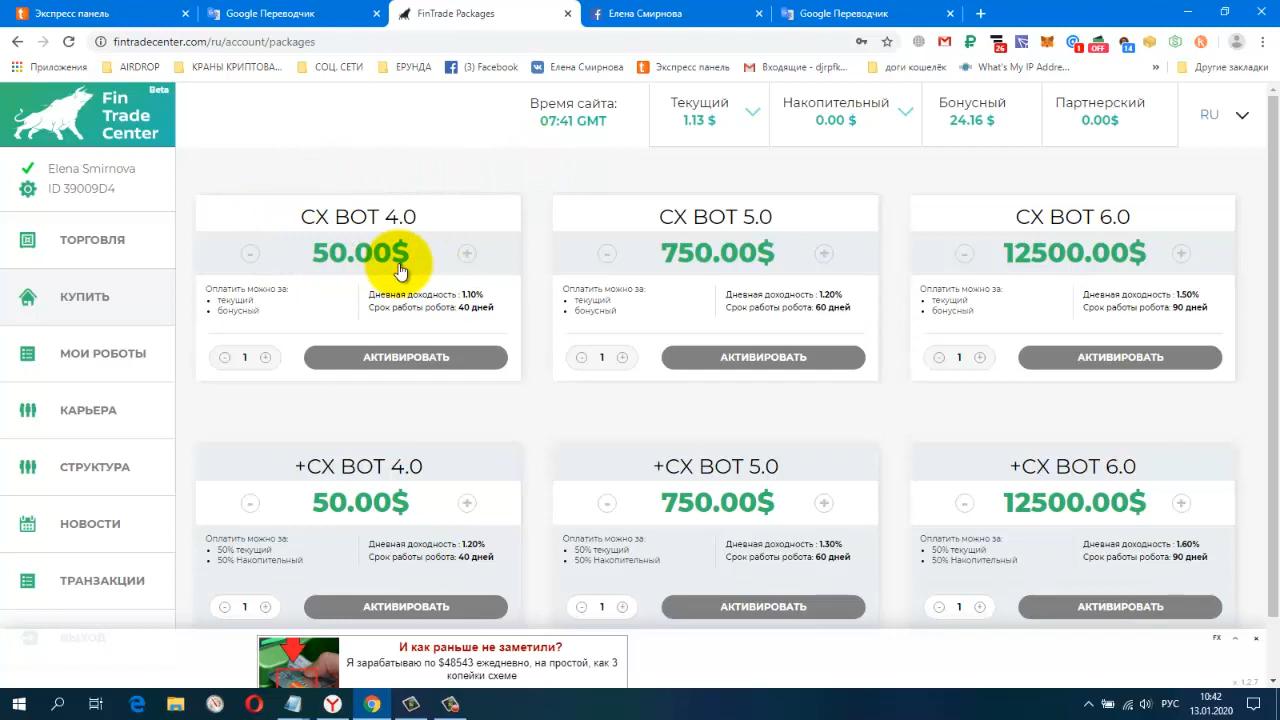 Экспресс панель
Google Переводчик
FinTrade Packages
Елена Смирнова
Google Переводчик
fintradecenter.com/ru/account/packages
26
1
OFF
14
Приложения
AIRDROP
КРАНЫ КРИПТОВА...
СОЦ. СЕТИ
ЕРУНДА
(3) Facebook
Елена Смирнова
Экспресс панель
Входящие - djrpfk...
доги кошелёк
What's My IP Addre...
»
Другие закладки
Fin
Trade
Center
Beta
Время сайта:
07:41 GMT
Текущий
1.13 $
Накопительный
0.00 $
Бонусный
24.16 $
Партнерский
0.00$
RU
Elena Smirnova
ID 39009D4
ТОРГОВЛЯ
КУПИТЬ
МОИ РОБОТЫ
КАРЬЕРА
СТРУКТУРА
НОВОСТИ
ТРАНЗАКЦИИ
ВЫХОД
CX BOT 4.0
- 50.00$ +
Оплатить можно за:
• текущий
• бонусный
Дневная доходность : 1.10%
Срок работы робота: 40 дней
- 1 +
АКТИВИРОВАТЬ
CX BOT 5.0
- 750.00$ +
Оплатить можно за:
• текущий
• бонусный
Дневная доходность : 1.20%
Срок работы робота: 60 дней
- 1 +
АКТИВИРОВАТЬ
CX BOT 6.0
- 12500.00$ +
Оплатить можно за:
• текущий
• бонусный
Дневная доходность : 1.50%
Срок работы робота: 90 дней
- 1 +
АКТИВИРОВАТЬ
+CX BOT 4.0
- 50.00$ +
Оплатить можно за:
• 50% текущий
• 50% Накопительный
Дневная доходность : 1.20%
Срок работы робота: 40 дней
- 1 +
АКТИВИРОВАТЬ
+CX BOT 5.0
- 750.00$ +
Оплатить можно за:
• 50% текущий
• 50% Накопительный
Дневная доходность : 1.30%
Срок работы робота: 60 дней
- 1 +
АКТИВИРОВАТЬ
+CX BOT 6.0
- 12500.00$ +
Оплатить можно за:
• 50% текущий
• 50% Накопительный
Дневная доходность : 1.60%
Срок работы робота: 90 дней
- 1 +
АКТИВИРОВАТЬ
И как раньше не заметили?
Я зарабатываю по $48543 ежедневно, на простой, как 3
копейки схеме
FX
v. 1.2.7
РУС
10:42
13.01.2020